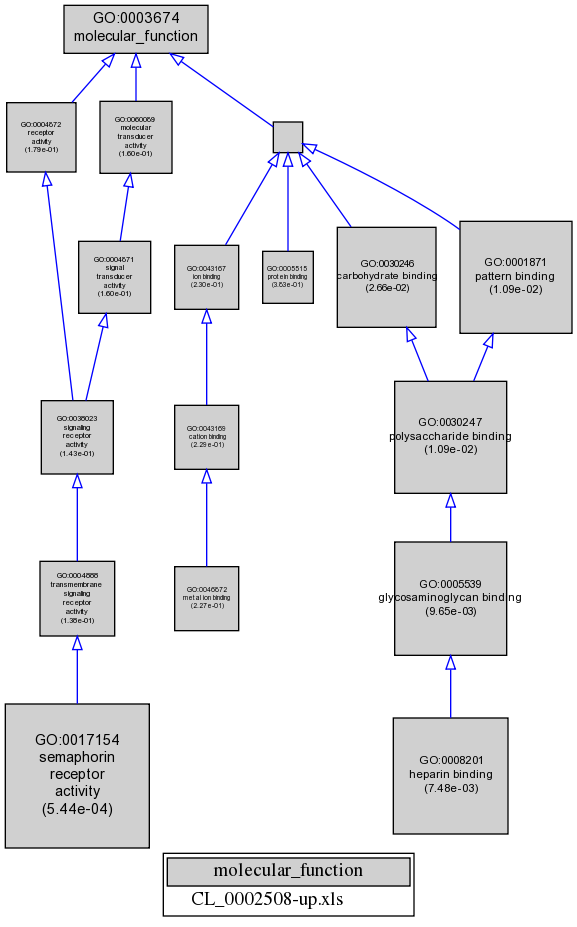 GO:0003674
molecular_function
GO:0004872
receptor
activity
(1.79e-01)
GO:0060089
molecular
transducer
activity
(1.60e-01)
GO:0004871
signal
transducer
activity
(1.60e-01)
GO:0043167
ion binding
(2.30e-01)
GO:0005515
protein binding
(3.63e-01)
GO:0030246
carbohydrate binding
(2.66e-02)
GO:0001871
pattern binding
(1.09e-02)
GO:0038023
signaling
receptor
activity
(1.43e-01)
GO:0043169
cation binding
(2.29e-01)
GO:0030247
polysaccharide binding
(1.09e-02)
GO:0004888
transmembrane
signaling
receptor
activity
(1.36e-01)
GO:0046872
metal ion binding
(2.27e-01)
GO:0005539
glycosaminoglycan binding
(9.65e-03)
GO:0017154
semaphorin
receptor
activity
(5.44e-04)
GO:0008201
heparin binding
(7.48e-03)
molecular_function
CL_0002508-up.xls